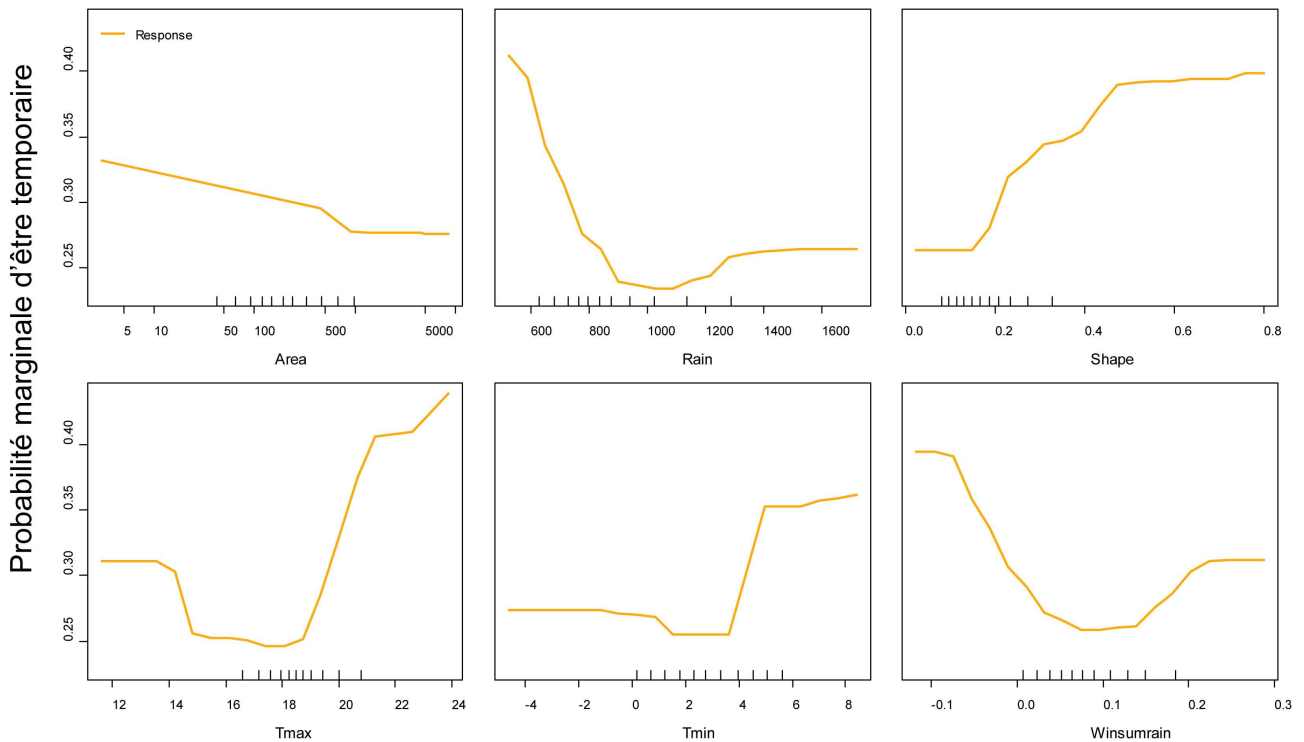 Probabilité marginale d'être temporaire
Response
0.40
0.35
0.30
0.25
5 10 50 100 500 5000
Area
600 800 1000 1200 1400 1600
Rain
0.0 0.2 0.4 0.6 0.8
Shape
0.40
0.35
0.30
0.25
12 14 16 18 20 22 24
Tmax
-4 -2 0 2 4 6 8
Tmin
-0.1 0.0 0.1 0.2 0.3
Winsumrain